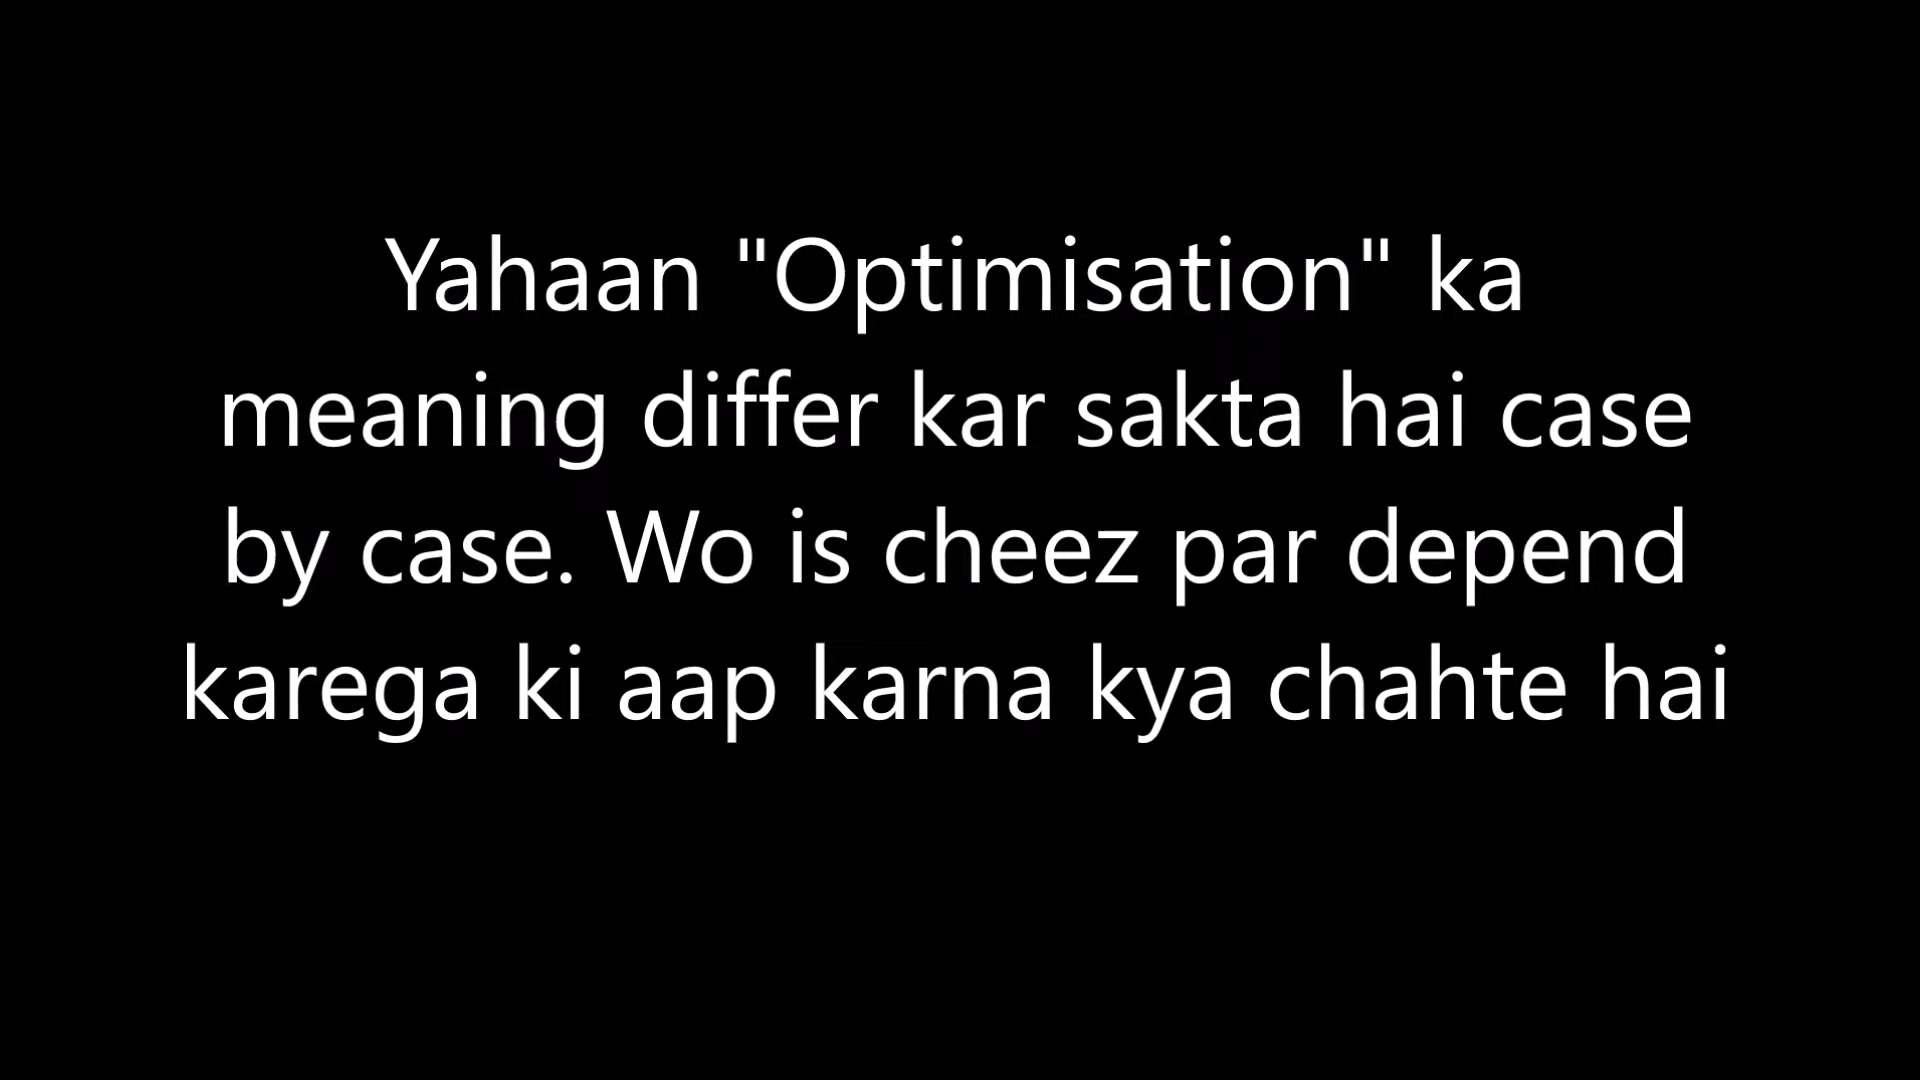 Yahaan "Optimisation" ka
meaning differ kar sakta hai case
by case. Wo is cheez par depend
karega ki aap karna kya chahte hai